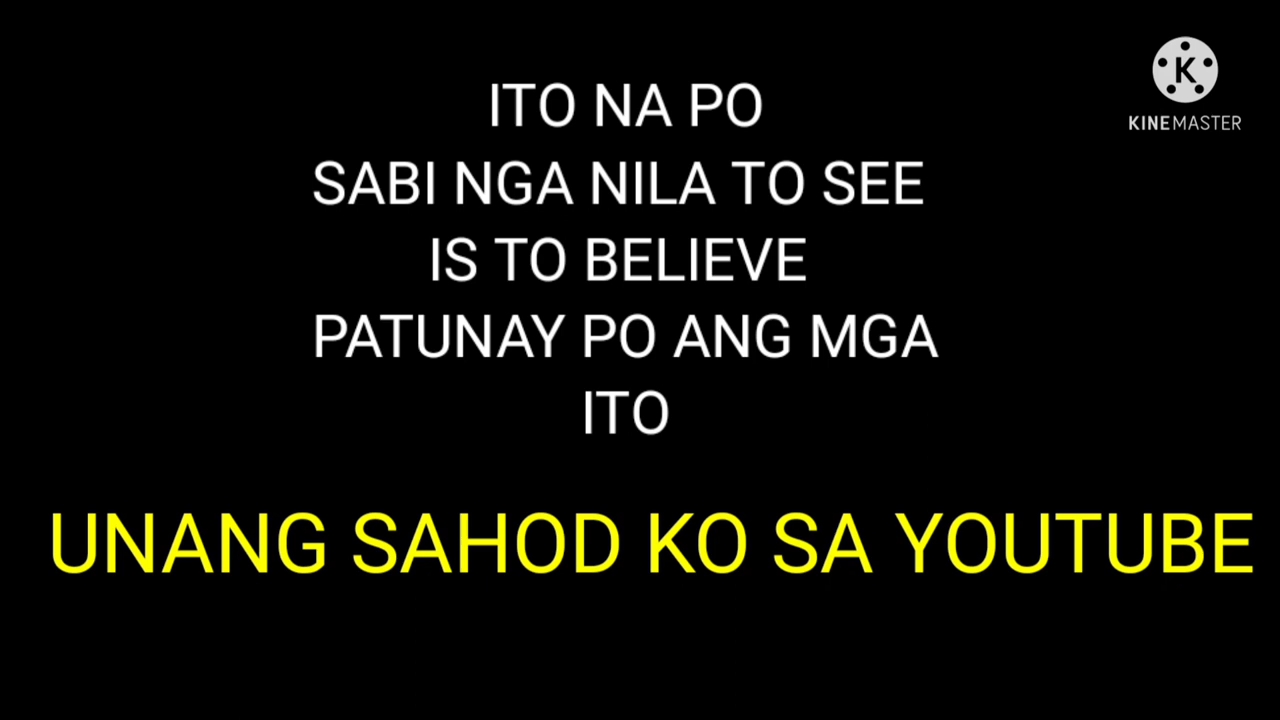 ITO NA PO
SABI NGA NILA TO SEE
IS TO BELIEVE
PATUNAY PO ANG MGA
ITO
UNANG SAHOD KO SA YOUTUBE
K
KINEMASTER